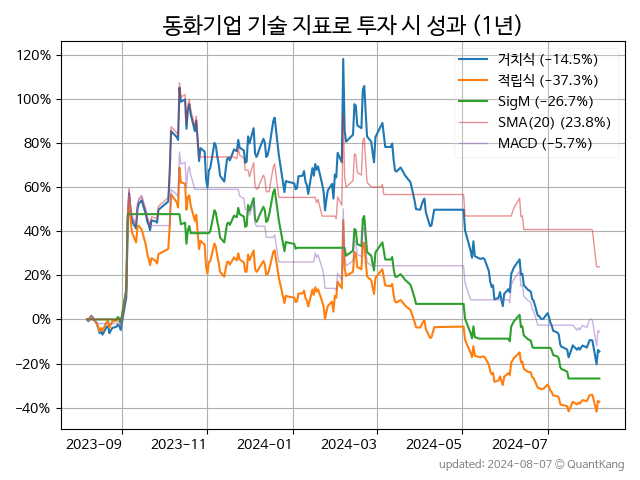 동화기업 기술 지표로 투자 시 성과 (1년)
120%
100%
80%
60%
40%
20%
0%
−20%
−40%
거치식 (−14.5%)
적립식 (−37.3%)
SigM (−26.7%)
SMA(20) (23.8%)
MACD (−5.7%)
2023-09 2023-11 2024-01 2024-03 2024-05 2024-07
updated: 2024-08-07 © QuantKang